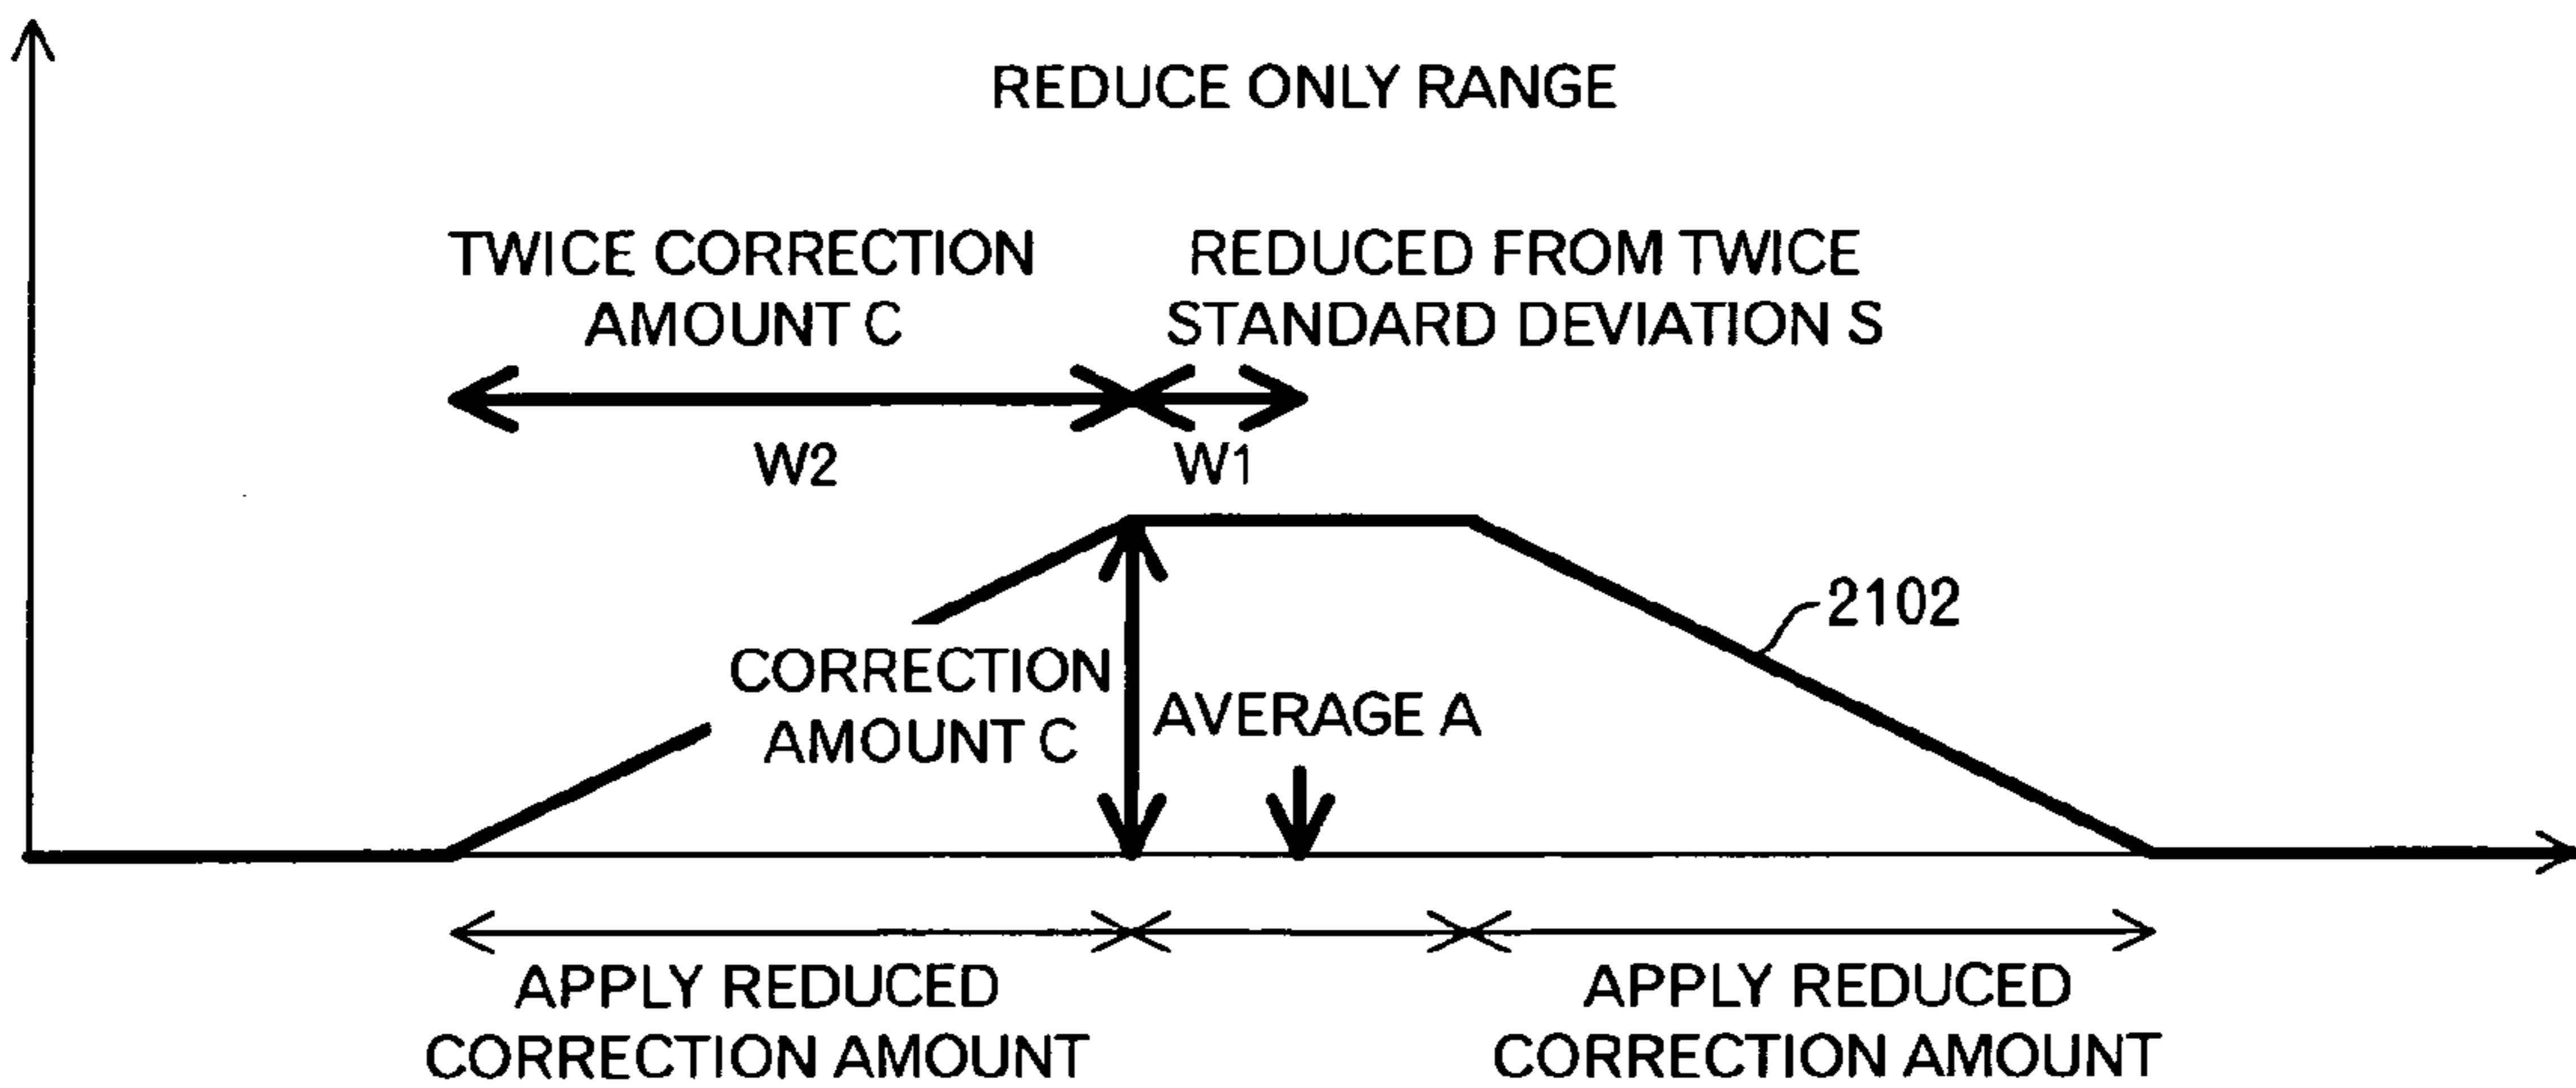 REDUCE ONLY RANGE
TWICE CORRECTION
AMOUNT C
REDUCED FROM TWICE
STANDARD DEVIATION S
W2
W1
2102
CORRECTION
AMOUNT C
AVERAGE A
APPLY REDUCED
CORRECTION AMOUNT
APPLY REDUCED
CORRECTION AMOUNT